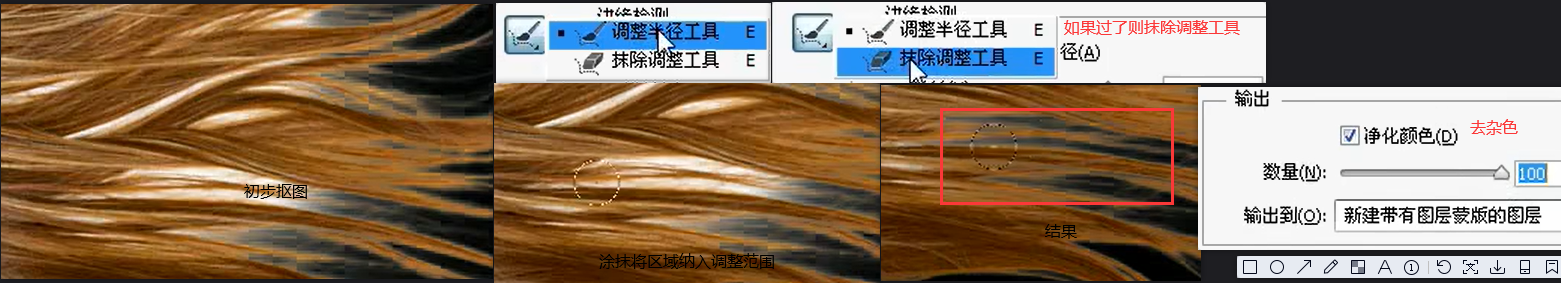 边缘检测
调整半径工具 E
抹除调整工具 E
边缘检测
调整半径工具 E
抹除调整工具 E
如果过了则抹除调整工具
径(A)
初步抠图
涂抹将区域纳入调整范围
结果
输出
净化颜色(D)
去杂色
数量(N): 100
输出到(O): 新建带有图层蒙版的图层